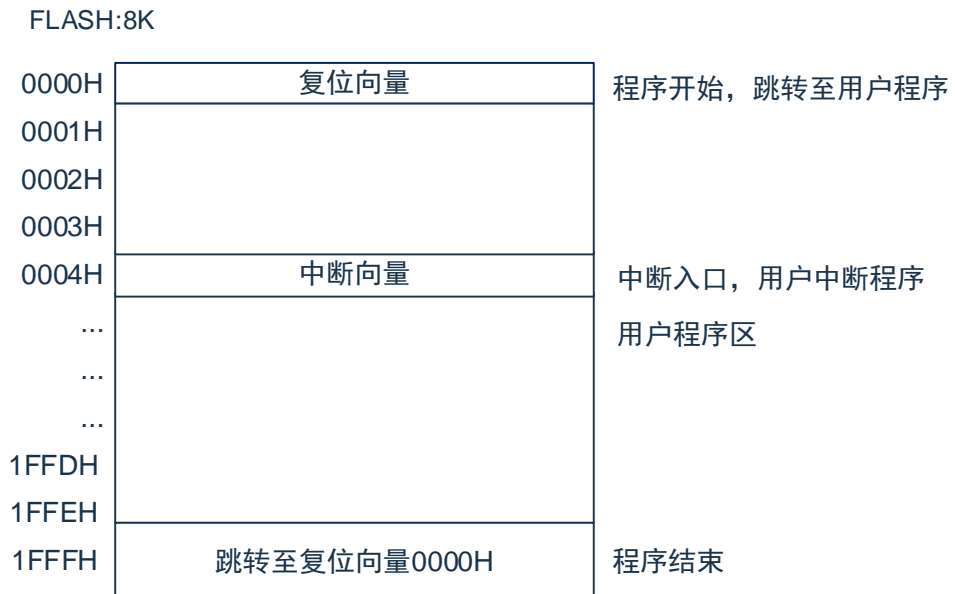 FLASH:8K
0000H 复位向量 程序开始，跳转至用户程序
0001H
0002H
0003H
0004H 中断向量 中断入口，用户中断程序
... 用户程序区
...
...
1FFDH
1FFEH
1FFFH 跳转至复位向量0000H 程序结束